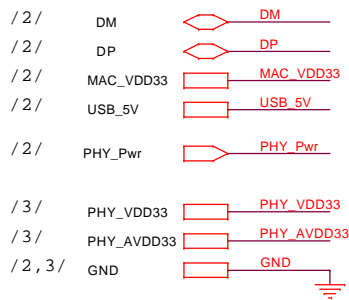 /2/ DM DM
/2/ DP DP
/2/ MAC_VDD33 MAC_VDD33
/2/ USB_5V USB_5V
/2/ PHY_Pwr PHY_Pwr
/3/ PHY_VDD33 PHY_VDD33
/3/ PHY_AVDD33 PHY_AVDD33
/2,3/ GND GND